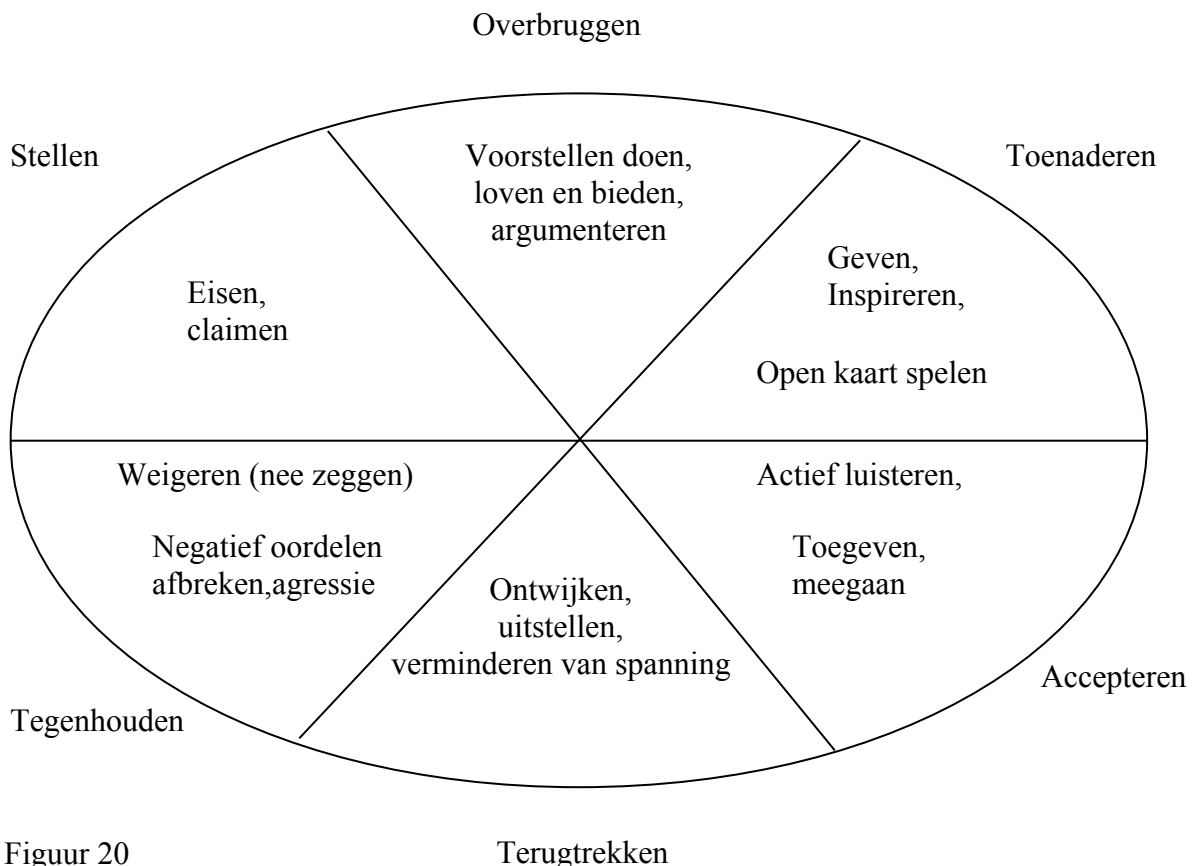 Overbruggen
Stellen
Voorstellen doen,
loven en bieden,
argumenteren
Toenaderen
Geven,
Inspireren,
Open kaart spelen
Eisen,
claimen
Weigeren (nee zeggen)
Negatief oordelen
afbreken,agressie
Ontwijken,
uitstellen,
verminderen van spanning
Actief luisteren,
Toegeven,
meegaan
Accepteren
Tegenhouden
Figuur 20
Terugtrekken